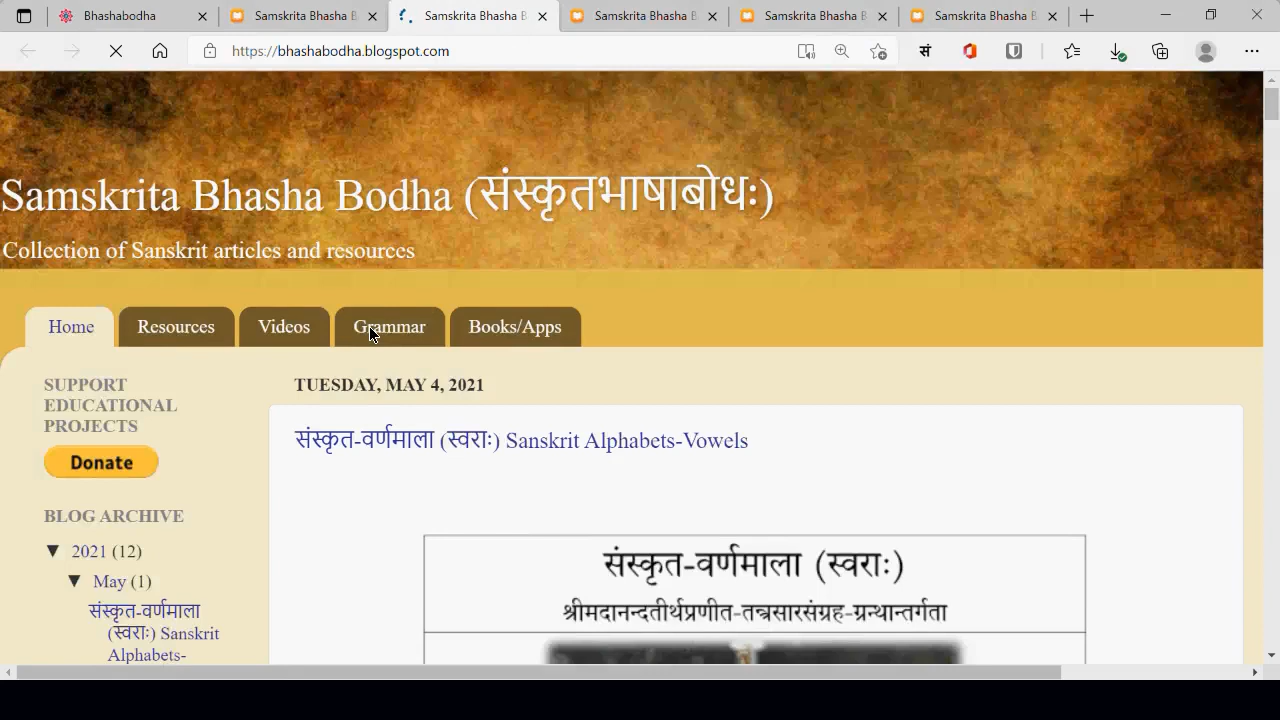 Bhashabodha
Samskrita Bhasha B
Samskrita Bhasha B
Samskrita Bhasha B
Samskrita Bhasha B
Samskrita Bhasha B
https://bhashabodha.blogspot.com
सं
Samskrita Bhasha Bodha (संस्कृतभाषाबोधः)
Collection of Sanskrit articles and resources
Home
Resources
Videos
Grammar
Books/Apps
SUPPORT
EDUCATIONAL
PROJECTS
Donate
BLOG ARCHIVE
▼ 2021 (12)
▼ May (1)
संस्कृत-वर्णमाला
(स्वराः) Sanskrit
Alphabets-
TUESDAY, MAY 4, 2021
संस्कृत-वर्णमाला (स्वराः) Sanskrit Alphabets-Vowels
संस्कृत-वर्णमाला (स्वराः)
श्रीमदानन्दतीर्थप्रणीत-तन्त्रसारसंग्रह-ग्रन्थान्तर्गता